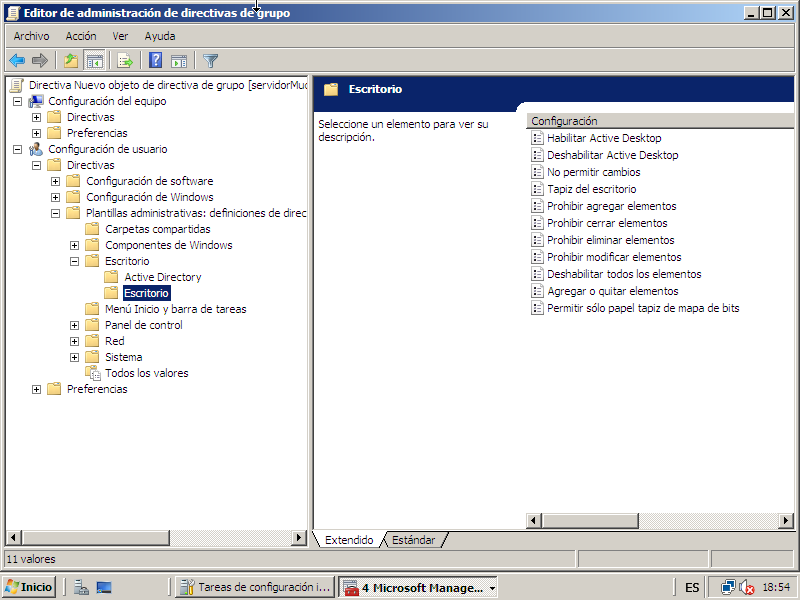 Editor de administración de directivas de grupo
Archivo Acción Ver Ayuda
Directiva Nuevo objeto de directiva de grupo [servidorMuc
Configuración del equipo
Directivas
Preferencias
Configuración de usuario
Directivas
Configuración de software
Configuración de Windows
Plantillas administrativas: definiciones de direc
Carpetas compartidas
Componentes de Windows
Escritorio
Active Directory
Escritorio
Menú Inicio y barra de tareas
Panel de control
Red
Sistema
Todos los valores
Preferencias
Escritorio
Seleccione un elemento para ver su
descripción.
Configuración
Habilitar Active Desktop
Deshabilitar Active Desktop
No permitir cambios
Tapiz del escritorio
Prohibir agregar elementos
Prohibir cerrar elementos
Prohibir eliminar elementos
Prohibir modificar elementos
Deshabilitar todos los elementos
Agregar o quitar elementos
Permitir sólo papel tapiz de mapa de bits
Extendido Estándar
11 valores
Inicio Tareas de configuración i... 4 Microsoft Manage... ES 18:54